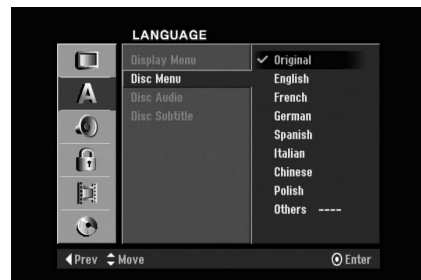 LANGUAGE
Display Menu
Disc Menu
Disc Audio
Disc Subtitle
✓ Original
English
French
German
Spanish
Italian
Chinese
Polish
Others ----
Prev Move Enter